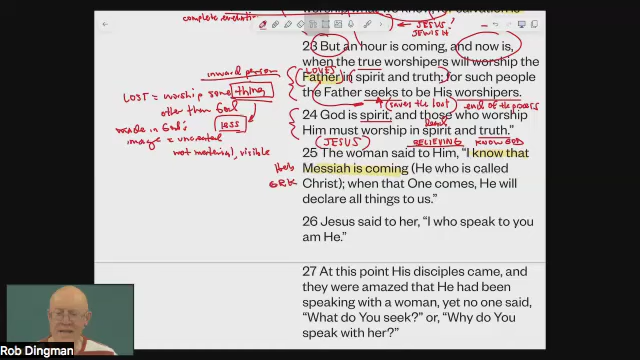 complete revelation
JESUS!
JEWISH
23 But an hour is coming, and now is,
when the true worshipers will worship the
inward person
LOVES
Father in spirit and truth; for such people
LOST = worship some thing
the Father seeks to be His worshipers.
other than God
saves the lost
end of the process
made in God's
less
24 God is spirit, and those who worship
image = uncreated
Him must worship in spirit and truth."
not material, visible
JESUS
BELIEVING
KNOW GOD
25 The woman said to Him, "I know that
Heb
Messiah is coming (He who is called
GRK
Christ); when that One comes, He will
declare all things to us."
26 Jesus said to her, "I who speak to you
am He."
27 At this point His disciples came, and
they were amazed that He had been
speaking with a woman, yet no one said,
"What do You seek?" or, "Why do You
speak with her?"
Rob Dingman